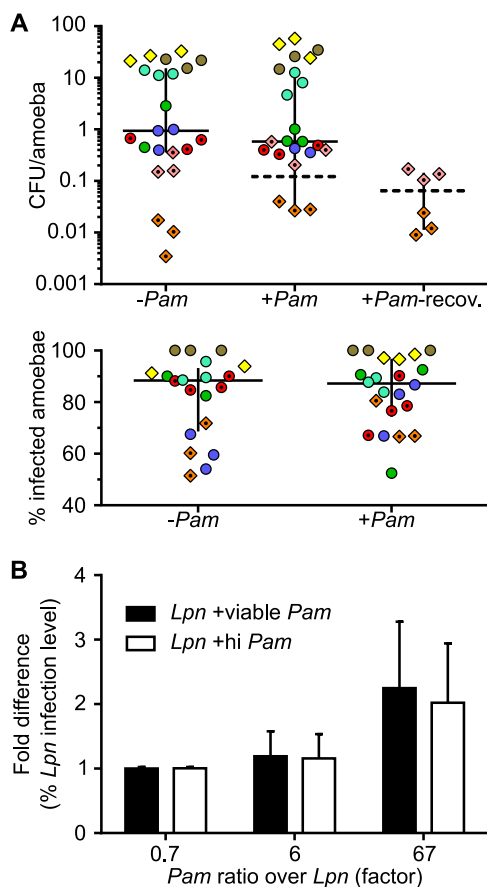 A
CFU/amoeba
100
10
1
0.1
0.01
0.001
-Pam
+Pam
+Pam-recov.
% infected amoebae
100
80
60
40
-Pam
+Pam
B
Fold difference
(% Lpn infection level)
4
3
2
1
0
Lpn +viable Pam
Lpn +hi Pam
0.7
6
67
Pam ratio over Lpn (factor)